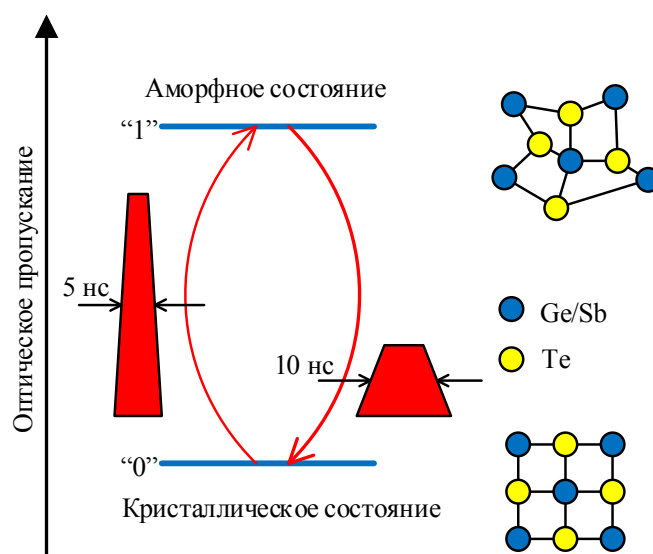 Аморфное состояние
“1”
Оптическое пропускание
5 нс
10 нс
Ge/Sb
Te
“0”
Кристаллическое состояние